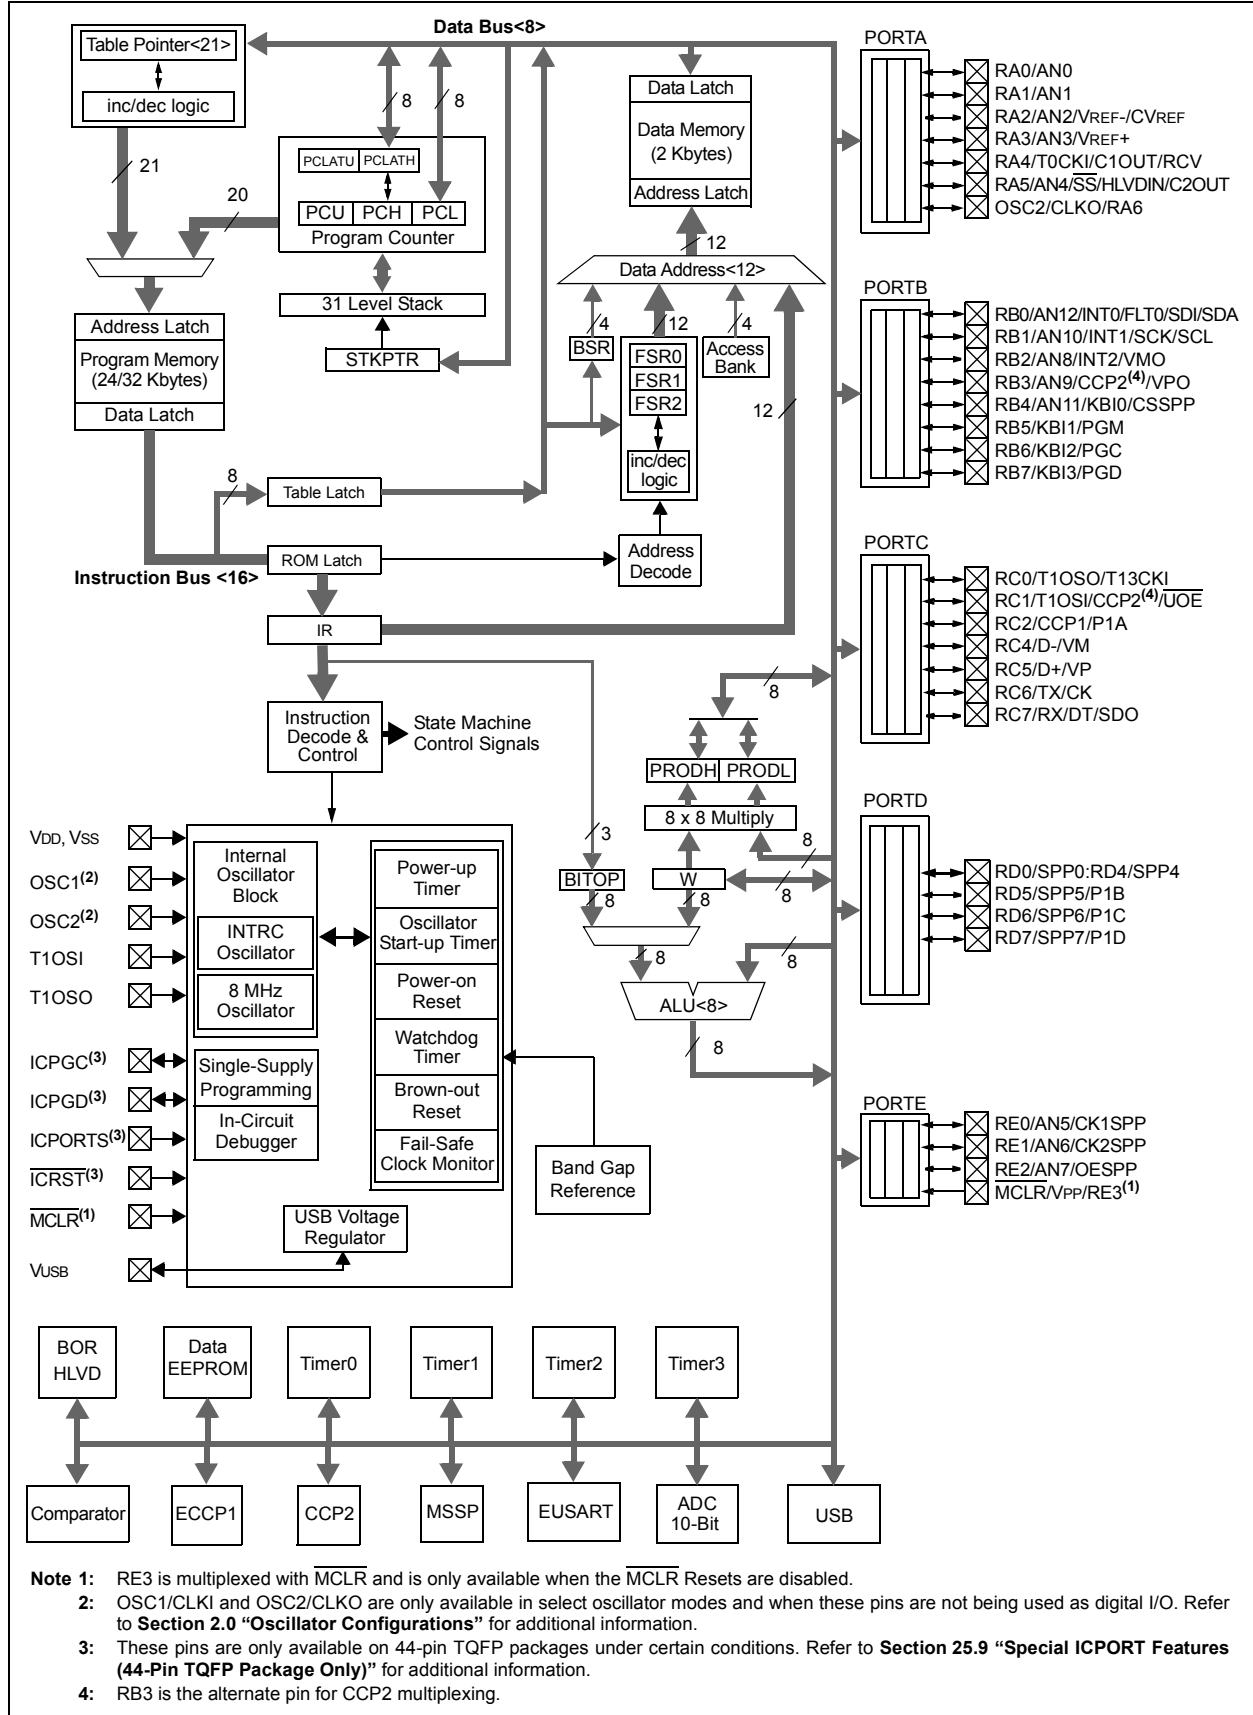 Data Bus<8>
Table Pointer<21>
inc/dec logic
21
20
8
8
PCLATU PCLATH
PCU PCH PCL
Program Counter
31 Level Stack
STKPTR
Address Latch
Program Memory
(24/32 Kbytes)
Data Latch
8
Table Latch
Instruction Bus <16>
ROM Latch
IR
Instruction
Decode &
Control
State Machine
Control Signals
Data Latch
Data Memory
(2 Kbytes)
Address Latch
12
Data Address<12>
4
12
4
BSR
FSR0
FSR1
FSR2
inc/dec
logic
Access
Bank
12
Address
Decode
8
PRODH PRODL
8 x 8 Multiply
3
8
BITOP
W
8
8
8
8
8
ALU<8>
8
VDD, VSS
OSC1(2)
OSC2(2)
T1OSI
T1OSO
ICPGC(3)
ICPGD(3)
ICPORTS(3)
ICRST(3)
MCLR(1)
VUSB
Internal
Oscillator
Block
INTRC
Oscillator
8 MHz
Oscillator
Single-Supply
Programming
In-Circuit
Debugger
Power-up
Timer
Oscillator
Start-up Timer
Power-on
Reset
Watchdog
Timer
Brown-out
Reset
Fail-Safe
Clock Monitor
USB Voltage
Regulator
Band Gap
Reference
PORTA
RA0/AN0
RA1/AN1
RA2/AN2/VREF-/CVREF
RA3/AN3/VREF+
RA4/T0CKI/C1OUT/RCV
RA5/AN4/SS/HLVDIN/C2OUT
OSC2/CLKO/RA6
PORTB
RB0/AN12/INT0/FLT0/SDI/SDA
RB1/AN10/INT1/SCK/SCL
RB2/AN8/INT2/VMO
RB3/AN9/CCP2(4)/VPO
RB4/AN11/KBI0/CSSPP
RB5/KBI1/PGM
RB6/KBI2/PGC
RB7/KBI3/PGD
PORTC
RC0/T1OSO/T13CKI
RC1/T1OSI/CCP2(4)/UOE
RC2/CCP1/P1A
RC4/D-/VM
RC5/D+/VP
RC6/TX/CK
RC7/RX/DT/SDO
PORTD
RD0/SPP0:RD4/SPP4
RD5/SPP5/P1B
RD6/SPP6/P1C
RD7/SPP7/P1D
PORTE
RE0/AN5/CK1SPP
RE1/AN6/CK2SPP
RE2/AN7/OESPP
MCLR/VPP/RE3(1)
BOR
HLVD
Data
EEPROM
Timer0
Timer1
Timer2
Timer3
Comparator
ECCP1
CCP2
MSSP
EUSART
ADC
10-Bit
USB
Note 1: RE3 is multiplexed with MCLR and is only available when the MCLR Resets are disabled.
2: OSC1/CLKI and OSC2/CLKO are only available in select oscillator modes and when these pins are not being used as digital I/O. Refer
to Section 2.0 “Oscillator Configurations” for additional information.
3: These pins are only available on 44-pin TQFP packages under certain conditions. Refer to Section 25.9 “Special ICPORT Features
(44-Pin TQFP Package Only)” for additional information.
4: RB3 is the alternate pin for CCP2 multiplexing.